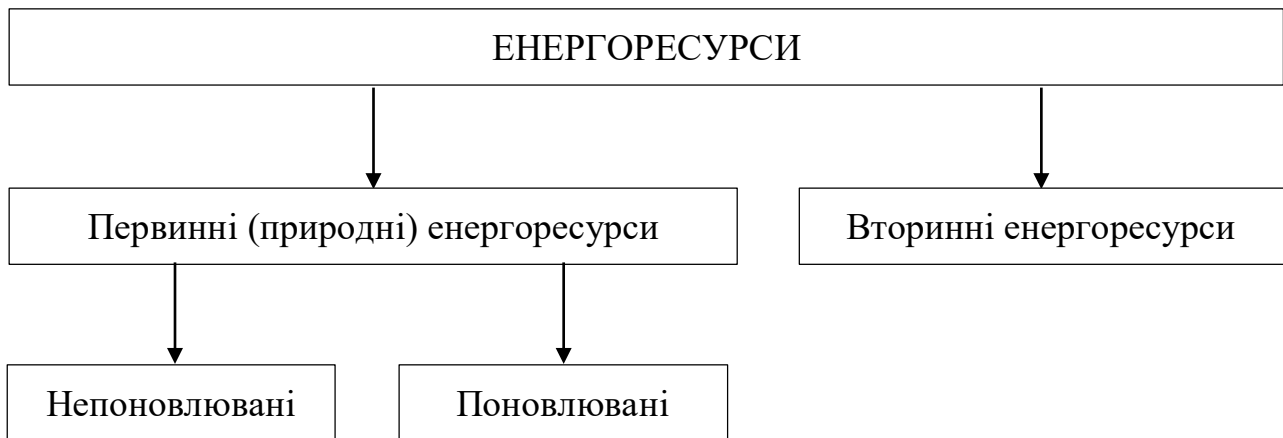 ЕНЕРГОРЕСУРСИ
Первинні (природні) енергоресурси
Вторинні енергоресурси
Непоновлювані
Поновлювані